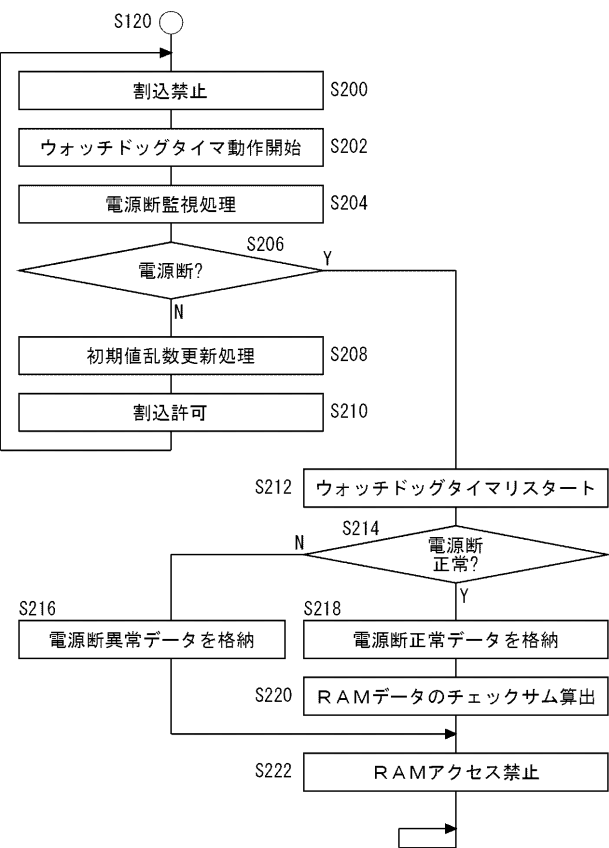 S120
割込禁止 S200
ウォッチドッグタイマ動作開始 S202
電源断監視処理 S204
S206
電源断?
Y
N
初期値乱数更新処理 S208
割込許可 S210
S212 ウォッチドッグタイマリスタート
S214
電源断
正常?
N
Y
S216
電源断異常データを格納
S218
電源断正常データを格納
S220 RAMデータのチェックサム算出
S222 RAMアクセス禁止